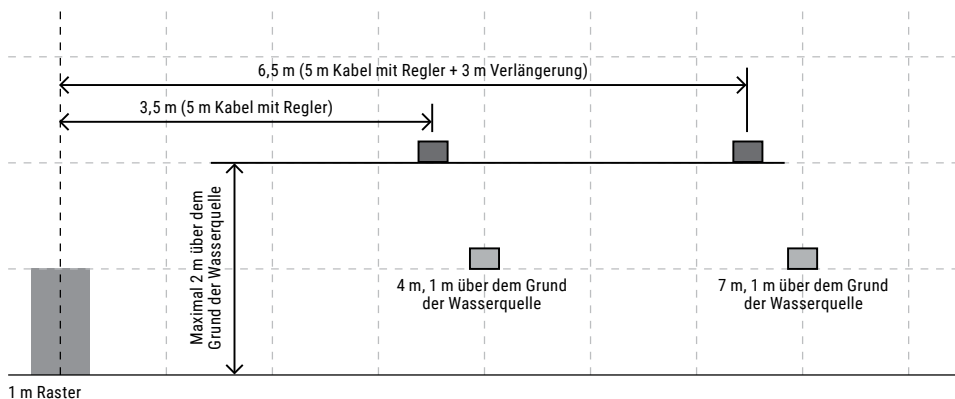 6,5 m (5 m Kabel mit Regler + 3 m Verlängerung)
3,5 m (5 m Kabel mit Regler)
Maximal 2 m über dem
Grund der Wasserquelle
4 m, 1 m über dem Grund
der Wasserquelle
7 m, 1 m über dem Grund
der Wasserquelle
1 m Raster